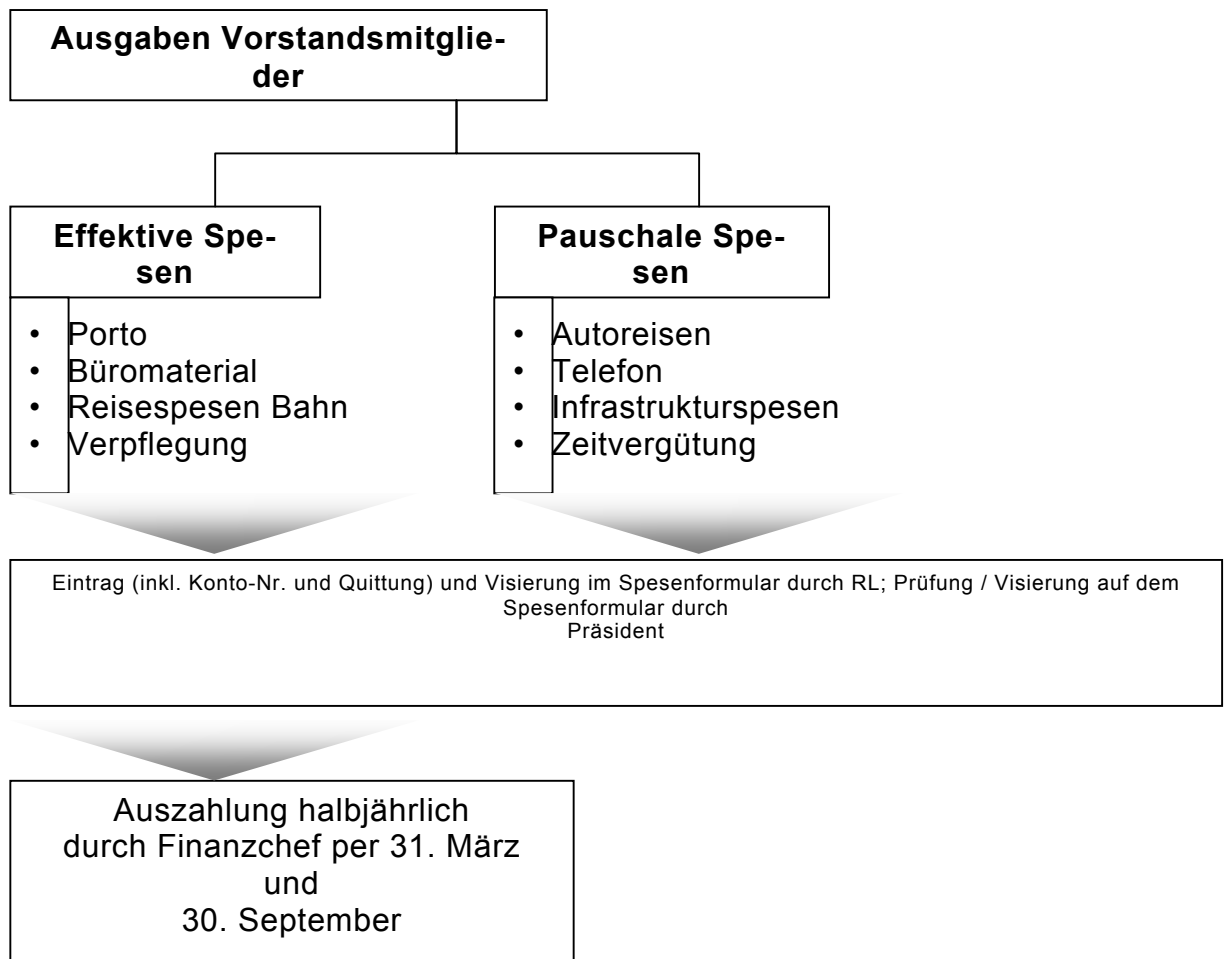 Ausgaben Vorstandsmitglie-
der
Effektive Spe-
sen
• Porto
• Büromaterial
• Reisespesen Bahn
• Verpflegung
Pauschale Spe-
sen
• Autoreisen
• Telefon
• Infrastrukturspesen
• Zeitvergütung
Eintrag (inkl. Konto-Nr. und Quittung) und Visierung im Spesenformular durch RL; Prüfung / Visierung auf dem
Spesenformular durch
Präsident
Auszahlung halbjährlich
durch Finanzchef per 31. März
und
30. September